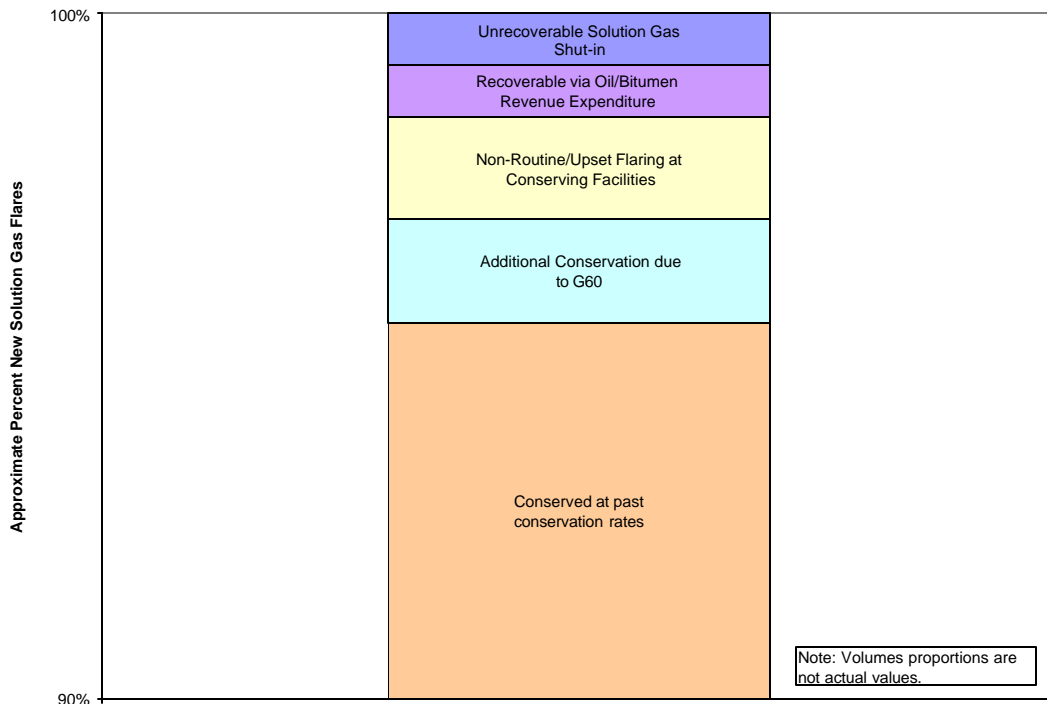 100%
Unrecoverable Solution Gas
Shut-in
Recoverable via Oil/Bitumen
Revenue Expenditure
Non-Routine/Upset Flaring at
Conserving Facilities
Additional Conservation due
to G60
Approximate Percent New Solution Gas Flares
Conserved at past
conservation rates
Note: Volumes proportions are
not actual values.
90%